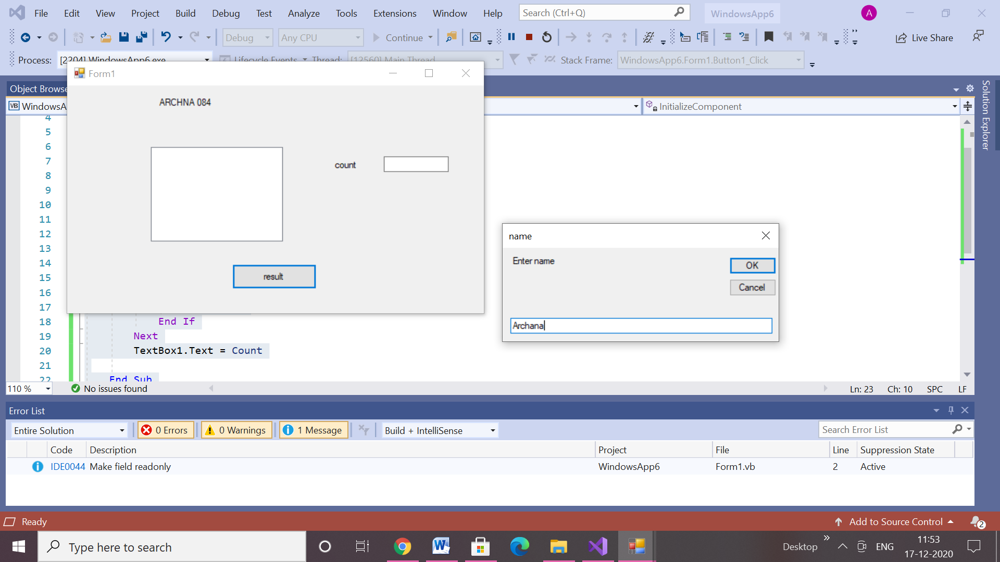 File Edit View Project Build Debug Test Analyze Tools Extensions Window Help Search (Ctrl+Q) WindowsApp6 A
Debug Any CPU Continue Live Share
Process: [2204] WindowsApp6.exe Lifecycle Events Thread: [12560] Main Thread Stack Frame: WindowsApp6.Form1.Button1_Click
Form1
Object Browse
VB WindowsA InitializeComponent
Solution Explorer
ARCHNA 084
count
result
name
Enter name
OK
Cancel
Archana
4
5
6
7
8
9
10
11
12
13
14
15
16
17
18 End If
19 Next
20 TextBox1.Text = Count
21
22 End Sub
110 % No issues found Ln: 23 Ch: 10 SPC LF
Error List
Entire Solution 0 Errors 0 Warnings 1 Message Build + IntelliSense Search Error List
Code Description Project File Line Suppression State
IDE0044 Make field readonly WindowsApp6 Form1.vb 2 Active
Ready Add to Source Control 2
Type here to search Desktop ENG 11:53
17-12-2020